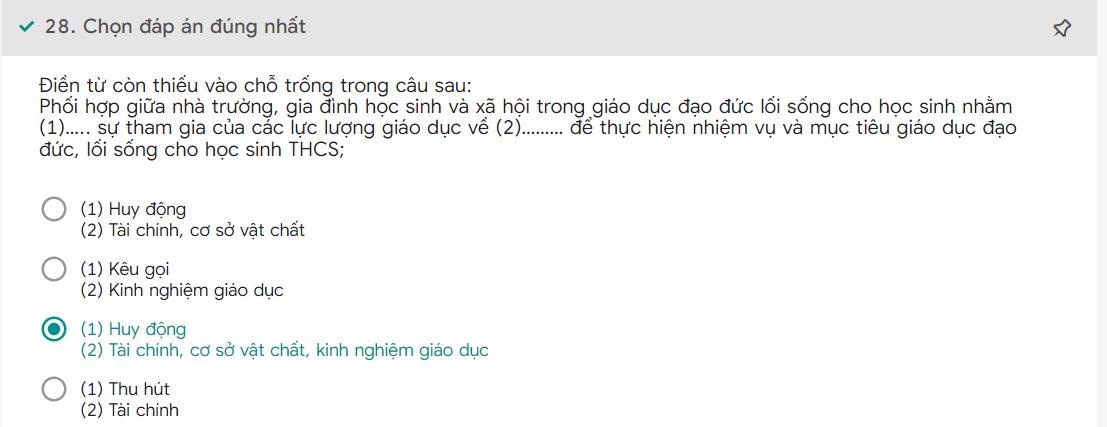 28. Chọn đáp án đúng nhất
Điền từ còn thiếu vào chỗ trống trong câu sau:
Phối hợp giữa nhà trường, gia đình học sinh và xã hội trong giáo dục đạo đức lối sống cho học sinh nhằm
(1)..... sự tham gia của các lực lượng giáo dục về (2)......... để thực hiện nhiệm vụ và mục tiêu giáo dục đạo
đức, lối sống cho học sinh THCS;
(1) Huy động
(2) Tài chính, cơ sở vật chất
(1) Kêu gọi
(2) Kinh nghiệm giáo dục
(1) Huy động
(2) Tài chính, cơ sở vật chất, kinh nghiệm giáo dục
(1) Thu hút
(2) Tài chính